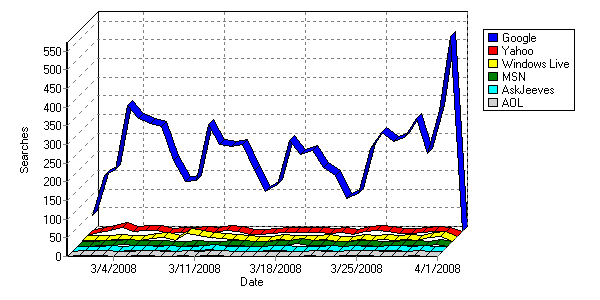 550
500
450
400
350
300
250
200
150
100
50
0
Searches
3/4/2008 3/11/2008 3/18/2008 3/25/2008 4/1/2008
Date
Google
Yahoo
Windows Live
MSN
AskJeeves
AOL